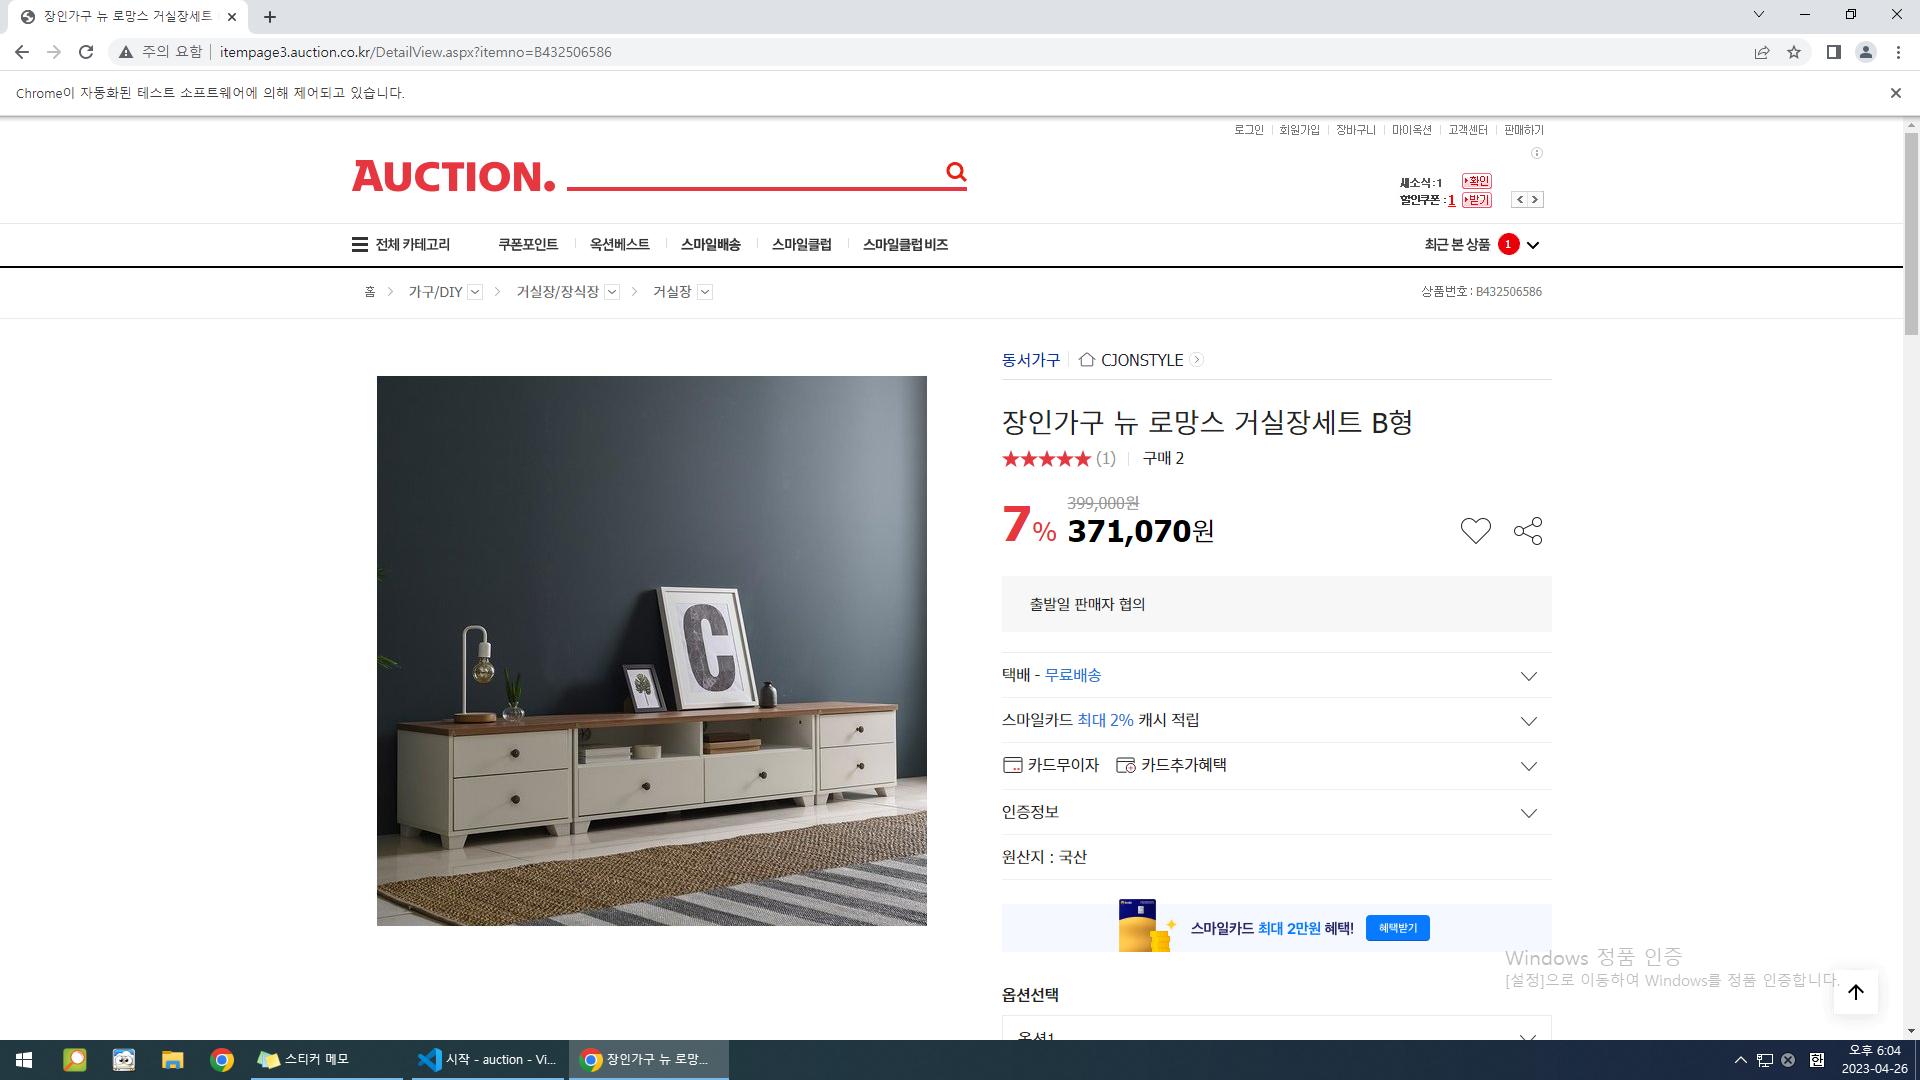 장인가구 뉴 로망스 거실장세트
주의 요함 itempage3.auction.co.kr/DetailView.aspx?itemno=B432506586
Chrome이 자동화된 테스트 소프트웨어에 의해 제어되고 있습니다.
로그인 회원가입 장바구니 마이옥션 고객센터 판매하기
AUCTION.
새소식 : 1 확인
할인쿠폰 : 1 받기
전체 카테고리 쿠폰포인트 옥션베스트 스마일배송 스마일클럽 스마일클럽 비즈 최근 본 상품 1
홈 가구/DIY 거실장/장식장 거실장 상품번호 : B432506586
동서가구 CJONSTYLE
장인가구 뉴 로망스 거실장세트 B형
(1) 구매 2
399,000원
7% 371,070원
출발일 판매자 협의
C
택배 - 무료배송
스마일카드 최대 2% 캐시 적립
카드무이자 카드추가혜택
인증정보
원산지 : 국산
스마일카드 최대 2만원 혜택! 혜택받기
Windows 정품 인증
[설정]으로 이동하여 Windows를 정품 인증합니다.
옵션선택
옵션1
스티커 메모 시작 - auction - Vi... 장인가구 뉴 로망... 한 오후 6:04
2023-04-26